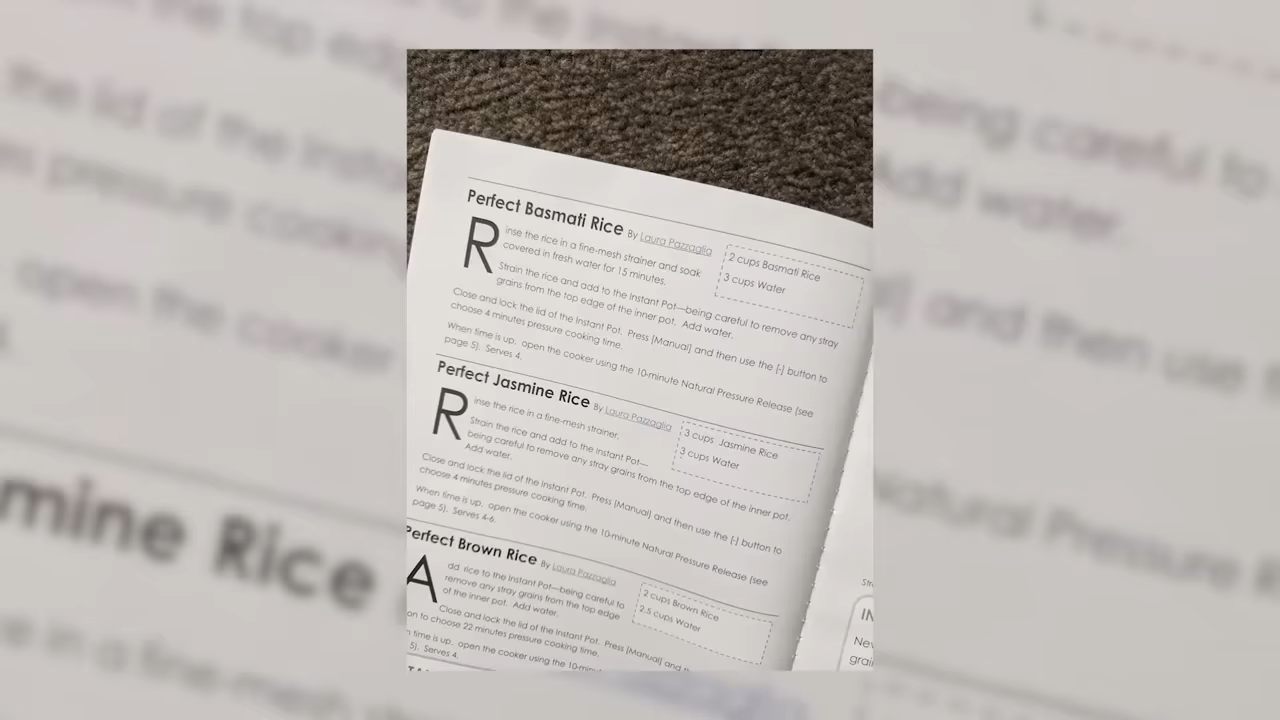 Perfect Basmati Rice By Laura Pazzaglia
Rinse the rice in a fine-mesh strainer and soak
covered in fresh water for 15 minutes.
2 cups Basmati Rice
3 cups Water
Strain the rice and add to the Instant Pot—being careful to remove any stray
grains from the top edge of the inner pot. Add water.
Close and lock the lid of the Instant Pot. Press [Manual] and then use the [-] button to
choose 4 minutes pressure cooking time.
When time is up, open the cooker using the 10-minute Natural Pressure Release (see
page 5). Serves 4.
Perfect Jasmine Rice By Laura Pazzaglia
Rinse the rice in a fine-mesh strainer.
3 cups Jasmine Rice
3 cups Water
Strain the rice and add to the Instant Pot—
being careful to remove any stray grains from the top edge of the inner pot.
Add water.
Close and lock the lid of the Instant Pot. Press [Manual] and then use the [-] button to
choose 4 minutes pressure cooking time.
When time is up, open the cooker using the 10-minute Natural Pressure Release (see
page 5). Serves 4-6.
Perfect Brown Rice By Laura Pazzaglia
Add rice to the Instant Pot—being careful to
remove any stray grains from the top edge
of the inner pot. Add water.
2 cups Brown Rice
2.5 cups Water
Close and lock the lid of the Instant Pot. Press [Manual] and
on to choose 22 minutes pressure cooking time.
time is up, open the cooker using the
5). Serves 4.